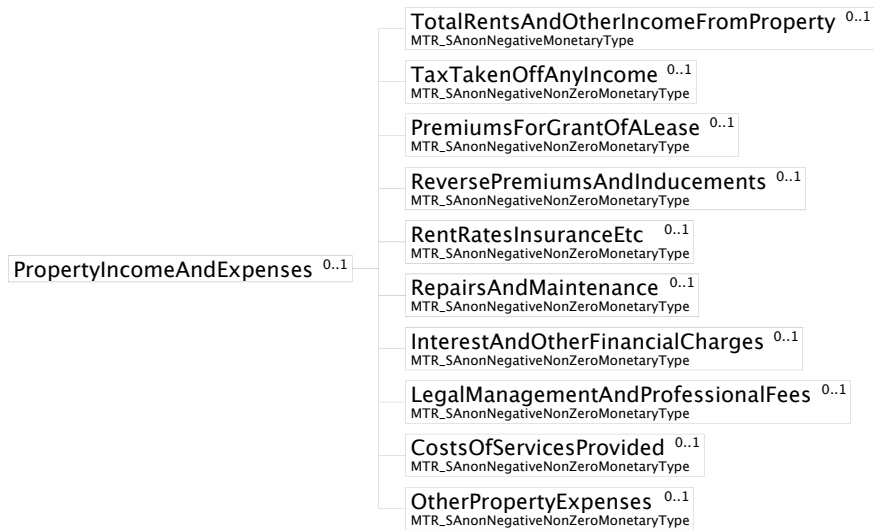 TotalRentsAndOtherIncomeFromProperty 0..1
MTR_SAnonNegativeMonetaryType
TaxTakenOffAnyIncome 0..1
MTR_SAnonNegativeNonZeroMonetaryType
PremiumsForGrantOfALease 0..1
MTR_SAnonNegativeNonZeroMonetaryType
ReversePremiumsAndInducements 0..1
MTR_SAnonNegativeNonZeroMonetaryType
RentRatesInsuranceEtc 0..1
MTR_SAnonNegativeNonZeroMonetaryType
PropertyIncomeAndExpenses 0..1
RepairsAndMaintenance 0..1
MTR_SAnonNegativeNonZeroMonetaryType
InterestAndOtherFinancialCharges 0..1
MTR_SAnonNegativeNonZeroMonetaryType
LegalManagementAndProfessionalFees 0..1
MTR_SAnonNegativeNonZeroMonetaryType
CostsOfServicesProvided 0..1
MTR_SAnonNegativeNonZeroMonetaryType
OtherPropertyExpenses 0..1
MTR_SAnonNegativeNonZeroMonetaryType